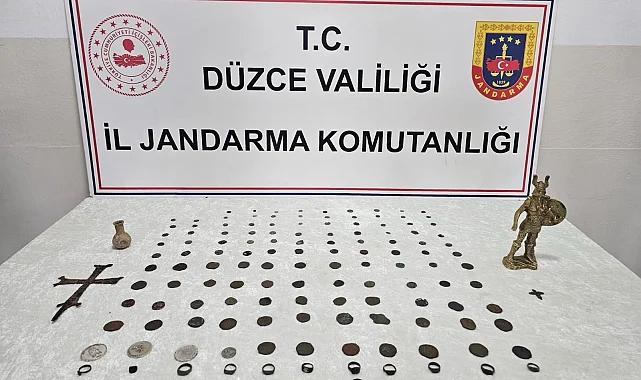 T.C.
DÜZCE VALİLİĞİ
İL JANDARMA KOMUTANLIĞI
JANDARMA